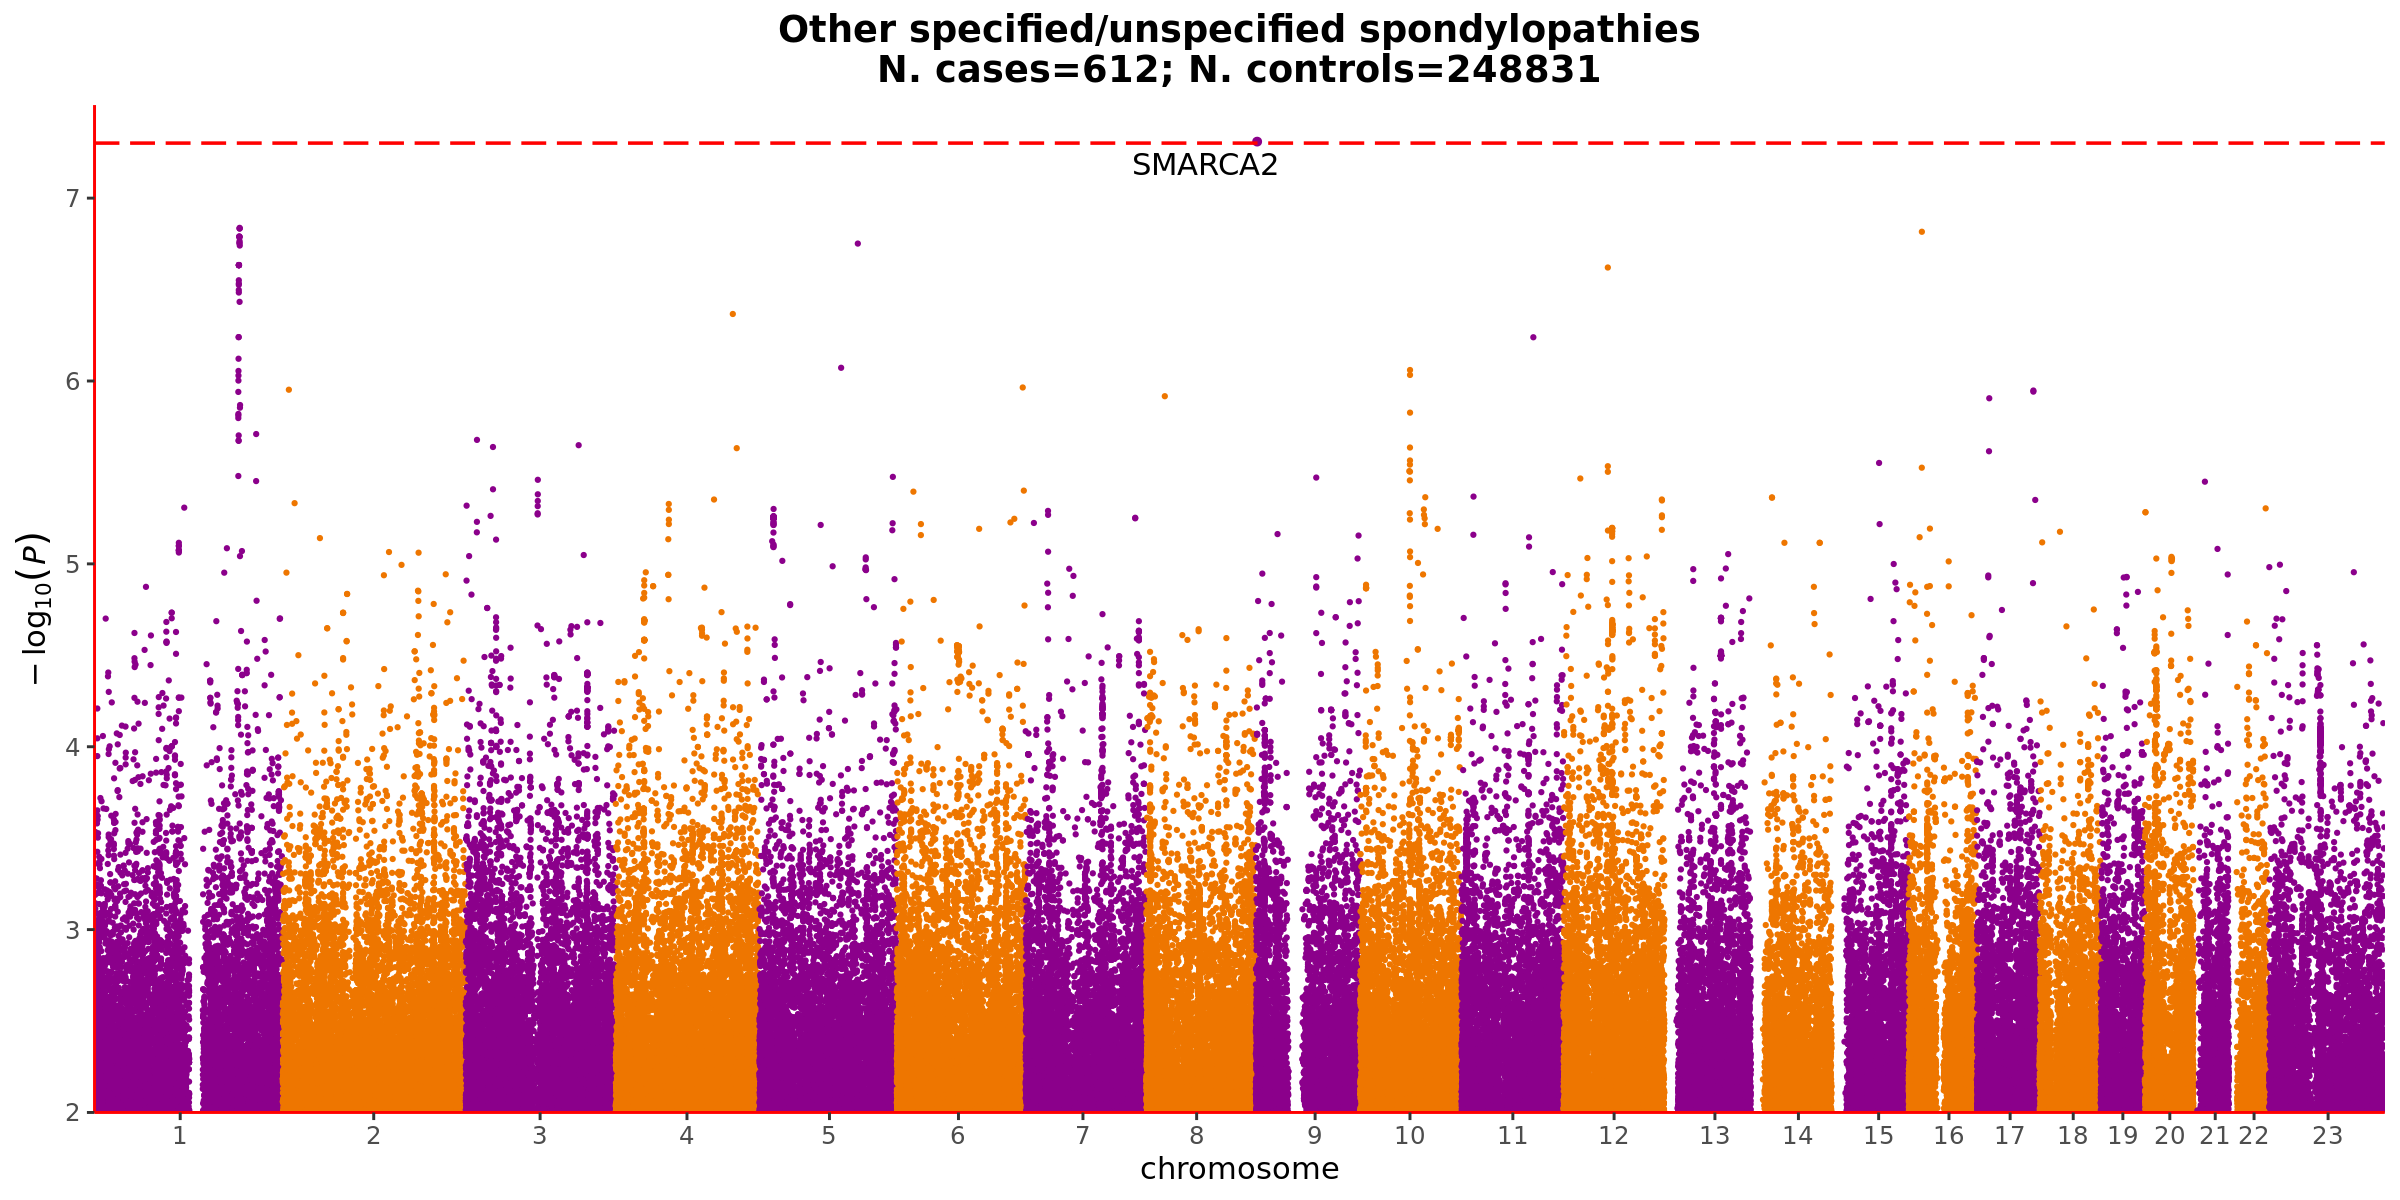 Other specified/unspecified spondylopathies
N. cases=612; N. controls=248831
SMARCA2
7
6
5
4
3
2
− log10(P)
1 2 3 4 5 6 7 8 9 10 11 12 13 14 15 16 17 18 19 20 21 22 23
chromosome